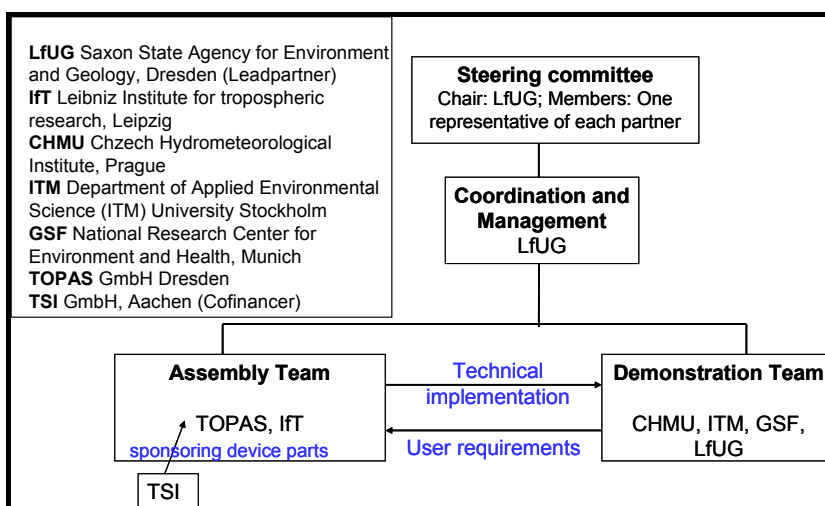 LfUG Saxon State Agency for Environment
and Geology, Dresden (Leadpartner)
IfT Leibniz Institute for tropospheric
research, Leipzig
CHMU Chzech Hydrometeorological
Institute, Prague
ITM Department of Applied Environmental
Science (ITM) University Stockholm
GSF National Research Center for
Environment and Health, Munich
TOPAS GmbH Dresden
TSI GmbH, Aachen (Cofinancer)
Steering committee
Chair: LfUG; Members: One
representative of each partner
Coordination and
Management
LfUG
Assembly Team
TOPAS, IfT
sponsoring device parts
TSI
Technical
implementation
User requirements
Demonstration Team
CHMU, ITM, GSF,
LfUG